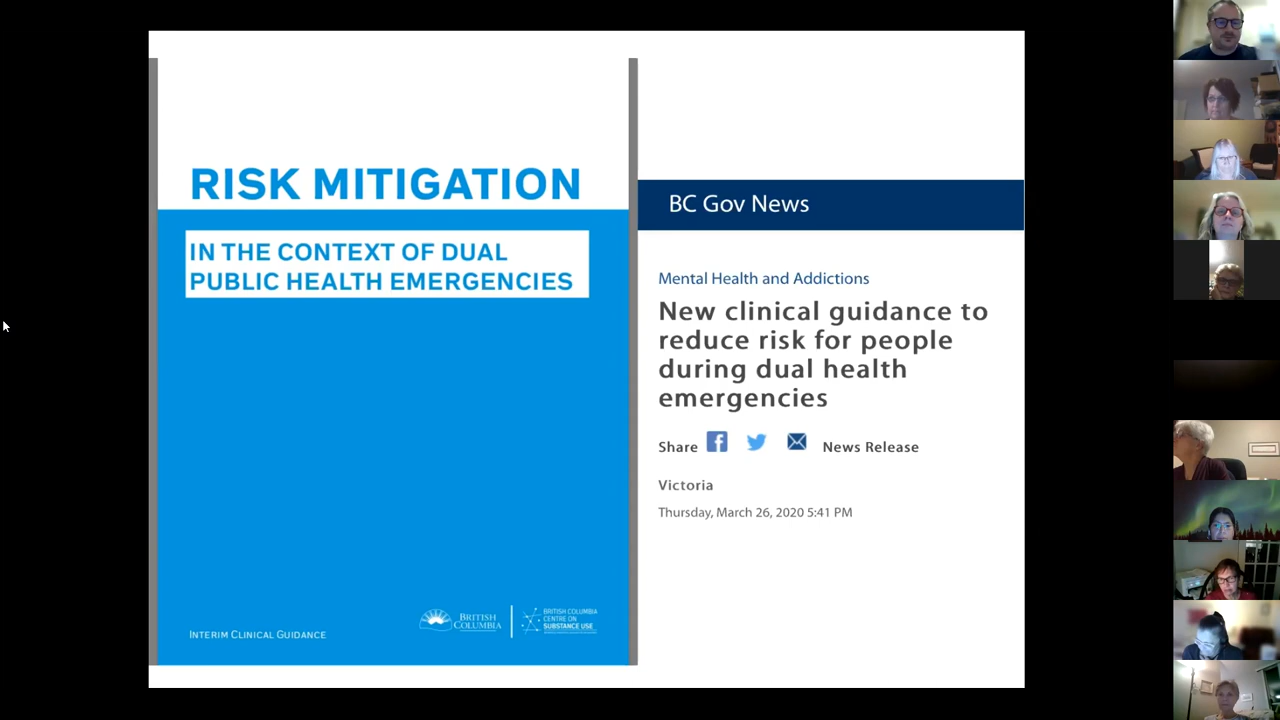 RISK MITIGATION
IN THE CONTEXT OF DUAL
PUBLIC HEALTH EMERGENCIES
INTERIM CLINICAL GUIDANCE
BRITISH
COLUMBIA
BRITISH COLUMBIA
CENTRE ON
SUBSTANCE USE
BC Gov News
Mental Health and Addictions
New clinical guidance to
reduce risk for people
during dual health
emergencies
Share
News Release
Victoria
Thursday, March 26, 2020 5:41 PM